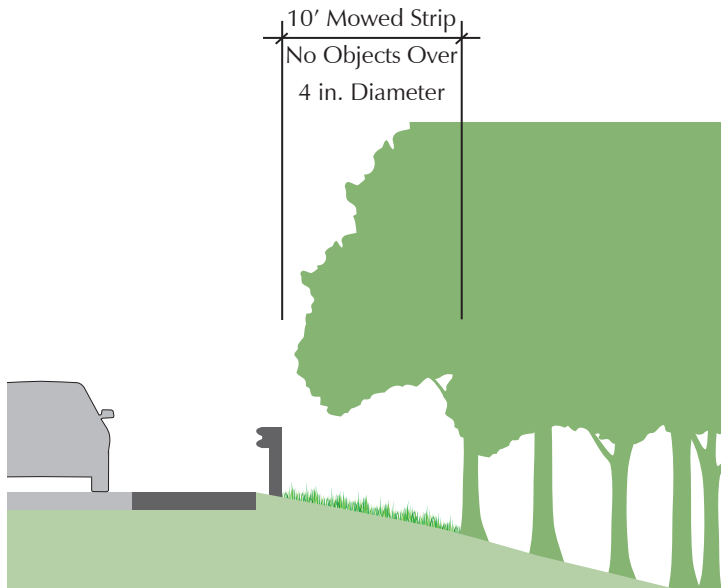 10’ Mowed Strip
No Objects Over
4 in. Diameter